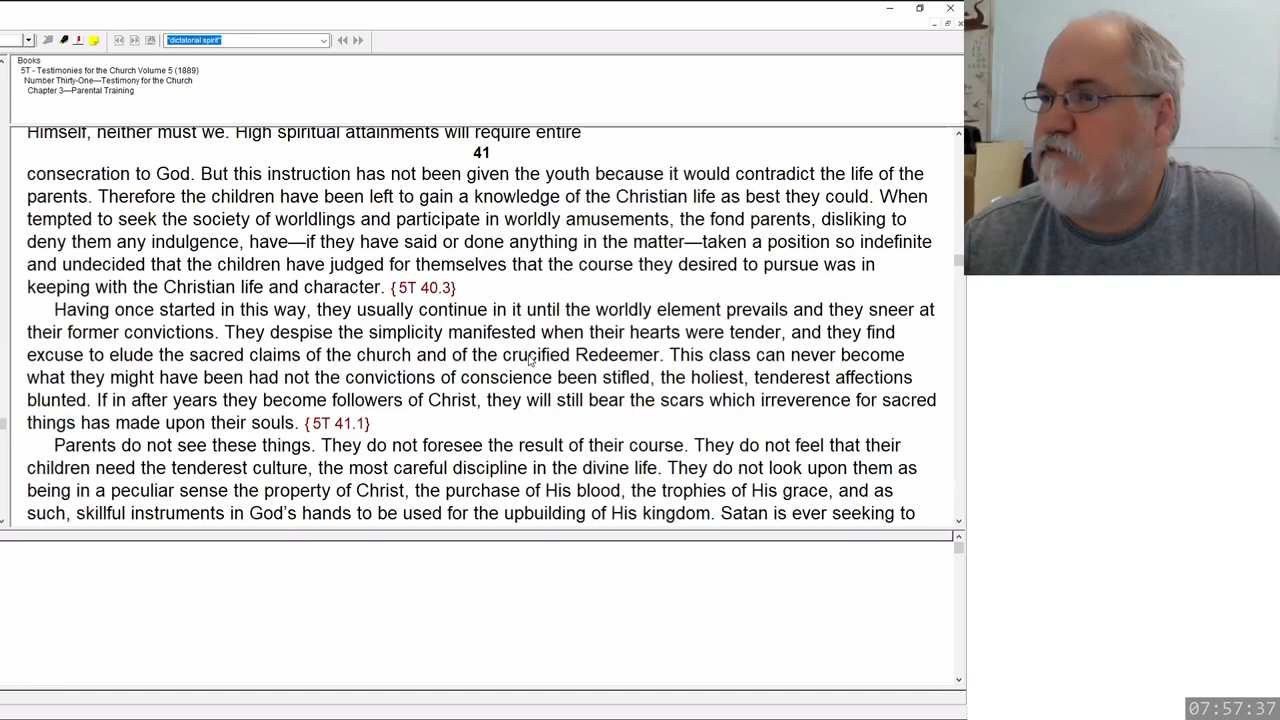 "dictatorial spirit"
Books
5T - Testimonies for the Church Volume 5 (1889)
Number Thirty-One—Testimony for the Church
Chapter 3—Parental Training
Himself, neither must we. High spiritual attainments will require entire
41
consecration to God. But this instruction has not been given the youth because it would contradict the life of the
parents. Therefore the children have been left to gain a knowledge of the Christian life as best they could. When
tempted to seek the society of worldlings and participate in worldly amusements, the fond parents, disliking to
deny them any indulgence, have—if they have said or done anything in the matter—taken a position so indefinite
and undecided that the children have judged for themselves that the course they desired to pursue was in
keeping with the Christian life and character. {5T 40.3}
Having once started in this way, they usually continue in it until the worldly element prevails and they sneer at
their former convictions. They despise the simplicity manifested when their hearts were tender, and they find
excuse to elude the sacred claims of the church and of the crucified Redeemer. This class can never become
what they might have been had not the convictions of conscience been stifled, the holiest, tenderest affections
blunted. If in after years they become followers of Christ, they will still bear the scars which irreverence for sacred
things has made upon their souls. {5T 41.1}
Parents do not see these things. They do not foresee the result of their course. They do not feel that their
children need the tenderest culture, the most careful discipline in the divine life. They do not look upon them as
being in a peculiar sense the property of Christ, the purchase of His blood, the trophies of His grace, and as
such, skillful instruments in God's hands to be used for the upbuilding of His kingdom. Satan is ever seeking to
07:57:37